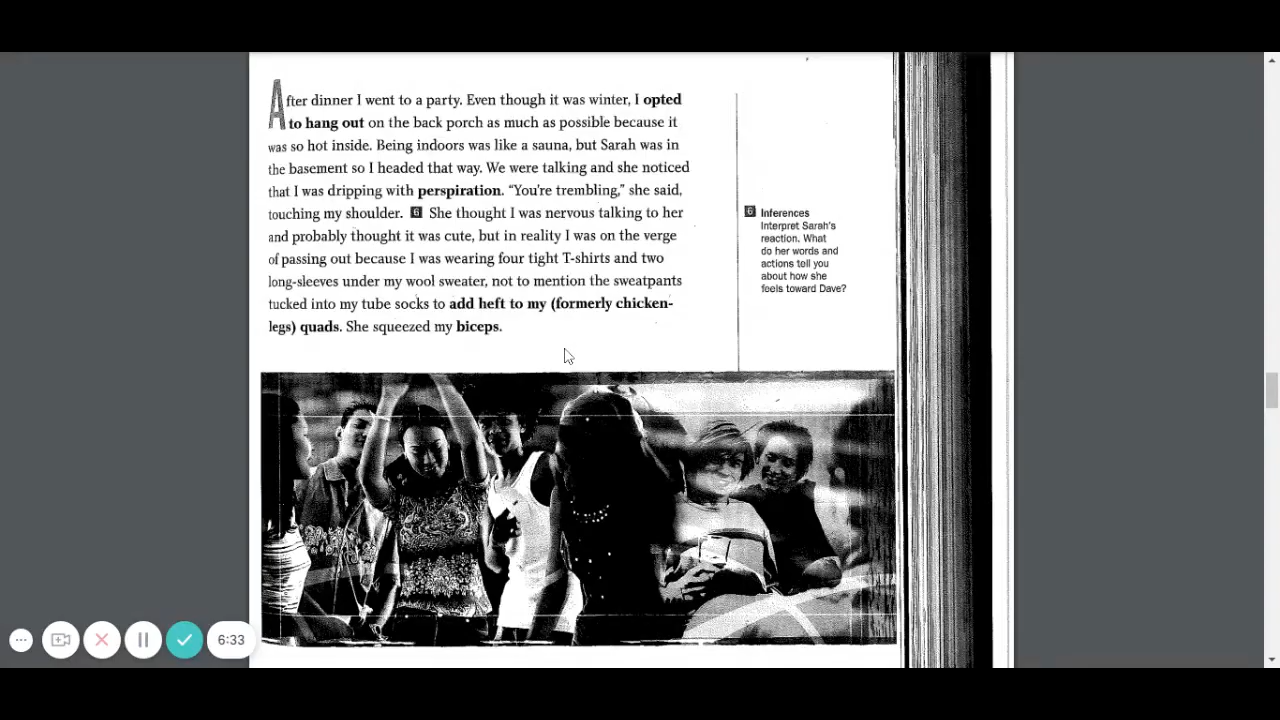 After dinner I went to a party. Even though it was winter, I opted
to hang out on the back porch as much as possible because it
was so hot inside. Being indoors was like a sauna, but Sarah was in
the basement so I headed that way. We were talking and she noticed
that I was dripping with perspiration. “You're trembling,” she said,
touching my shoulder. 6 She thought I was nervous talking to her
and probably thought it was cute, but in reality I was on the verge
of passing out because I was wearing four tight T-shirts and two
long-sleeves under my wool sweater, not to mention the sweatpants
tucked into my tube socks to add heft to my (formerly chicken-
legs) quads. She squeezed my biceps.
6 Inferences
Interpret Sarah's
reaction. What
do her words and
actions tell you
about how she
feels toward Dave?
6:33